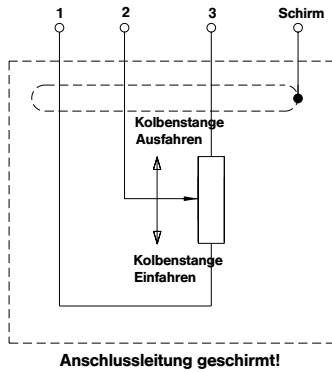 1 2 3 Schirm
Kolbenstange
Ausfahren
Kolbenstange
Einfahren
Anschlussleitung geschirmt!